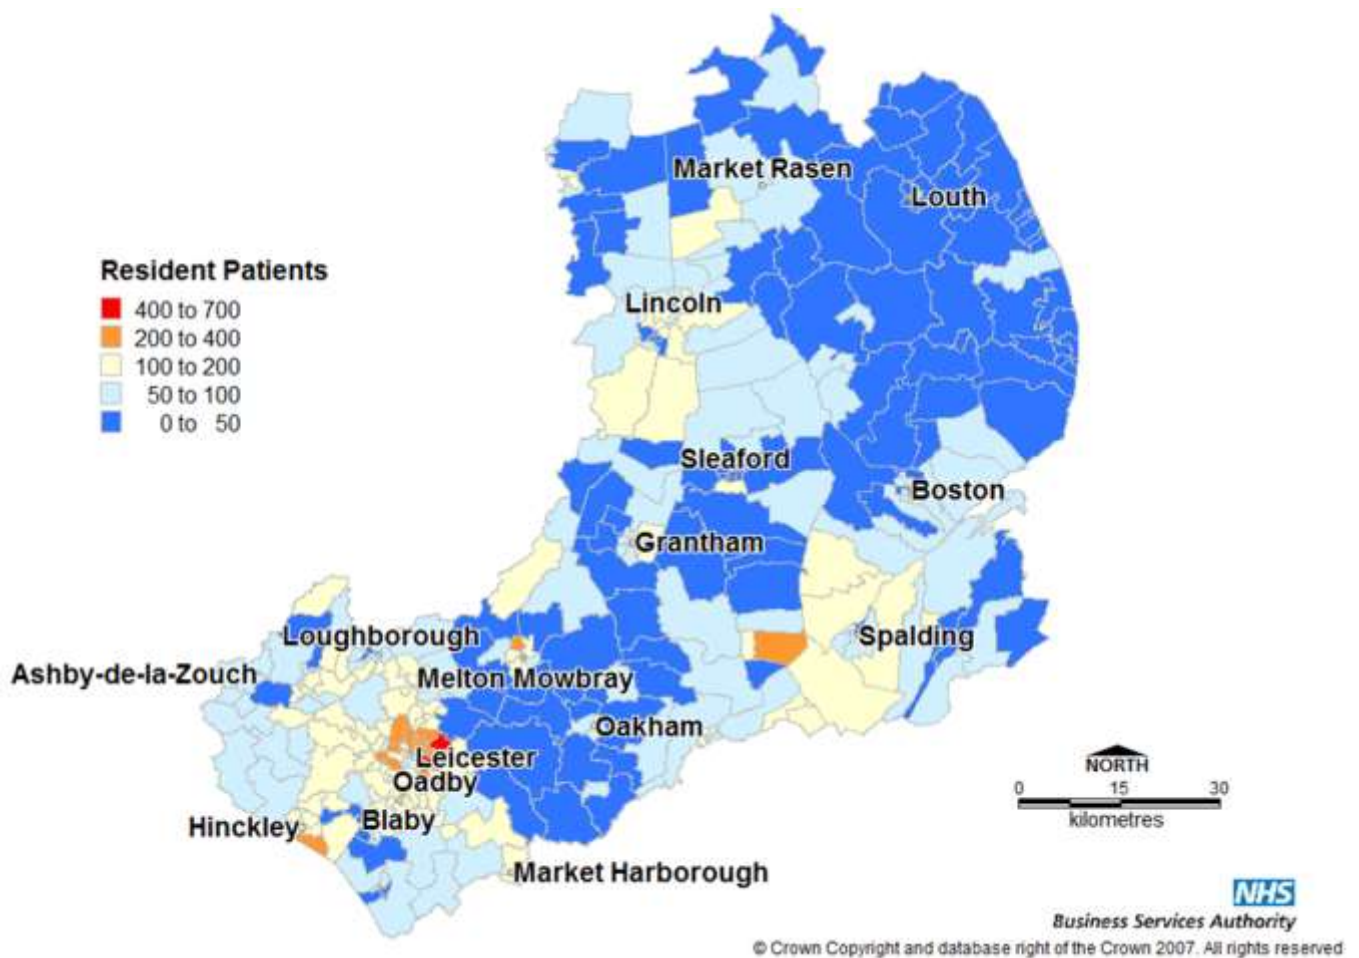 Market Rasen
Louth
Resident Patients
400 to 700
200 to 400
100 to 200
50 to 100
0 to 50
Lincoln
Sleaford
Boston
Grantham
Loughborough
Spalding
Ashby-de-la-Zouch
Melton Mowbray
Oakham
Leicester
Oadby
Hinckley
Blaby
Market Harborough
NORTH
0 15 30
kilometres
NHS
Business Services Authority
© Crown Copyright and database right of the Crown 2007. All rights reserved